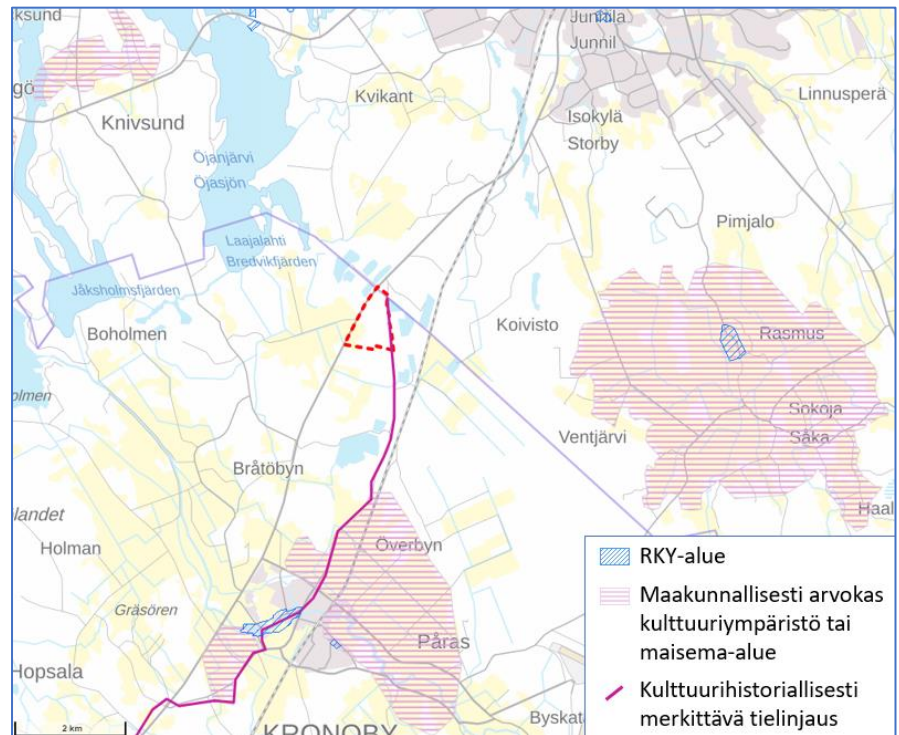 ksund
Junnila
Junnil
gö
Kvikant
Linnusperä
Knivsund
Isokylä
Storby
Öjanjärvi
Öjasjön
Pimjalo
Laajalahti
Bredvikfjärden
Jåksholmsfjärden
Boholmen
Koivisto
Rasmus
olmen
Sokoja
Såka
Ventjärvi
Bråtöbyn
landet
Haal
Holman
Överbyn
Gräsören
Påras
Hopsala
Byskat
KRONOBY
2 km
RKY-alue
Maakunnallisesti arvokas
kulttuuriympäristö tai
maisema-alue
Kulttuurihistoriallisesti
merkittävä tielinjaus